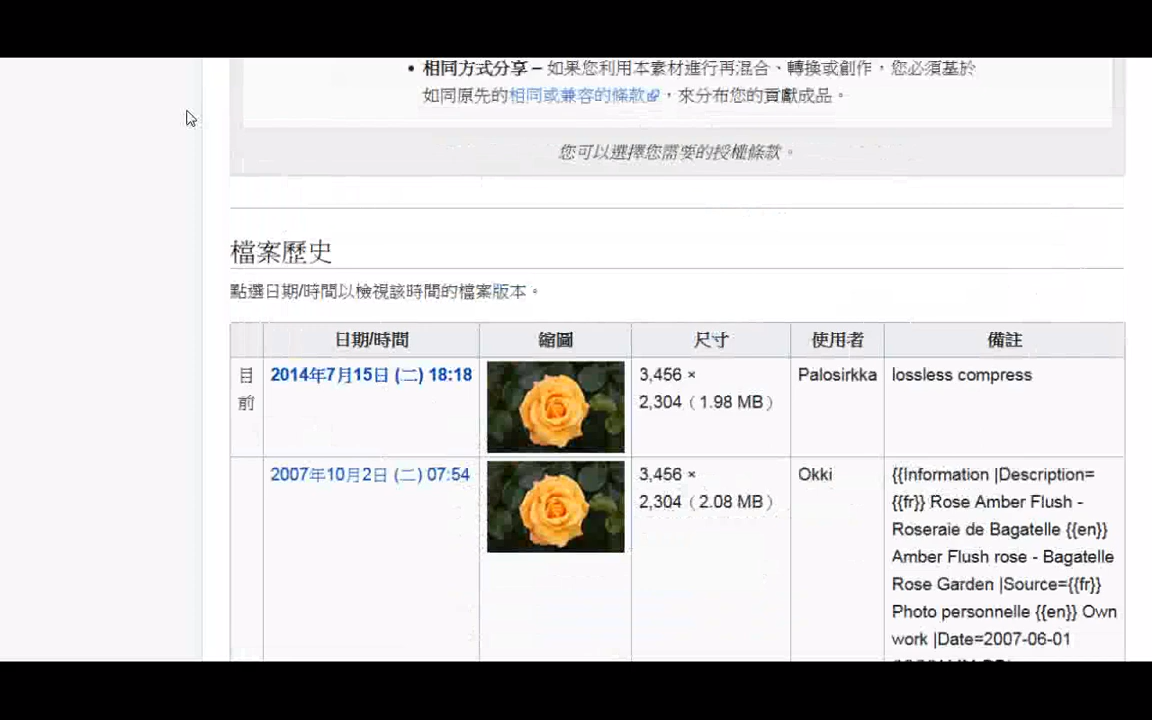 • 相同方式分享 – 如果您利用本素材進行再混合、轉換或創作，您必須基於
如同原先的相同或兼容的條款，來分布您的貢獻成品。
您可以選擇您需要的授權條款。
檔案歷史
點選日期/時間以檢視該時間的檔案版本。
日期/時間 縮圖 尺寸 使用者 備註
目前 2014年7月15日 (二) 18:18 3,456 × 2,304（1.98 MB） Palosirkka lossless compress
2007年10月2日 (二) 07:54 3,456 × 2,304（2.08 MB） Okki {{Information |Description=
{{fr}} Rose Amber Flush -
Roseraie de Bagatelle {{en}}
Amber Flush rose - Bagatelle
Rose Garden |Source={{fr}}
Photo personnelle {{en}} Own
work |Date=2007-06-01